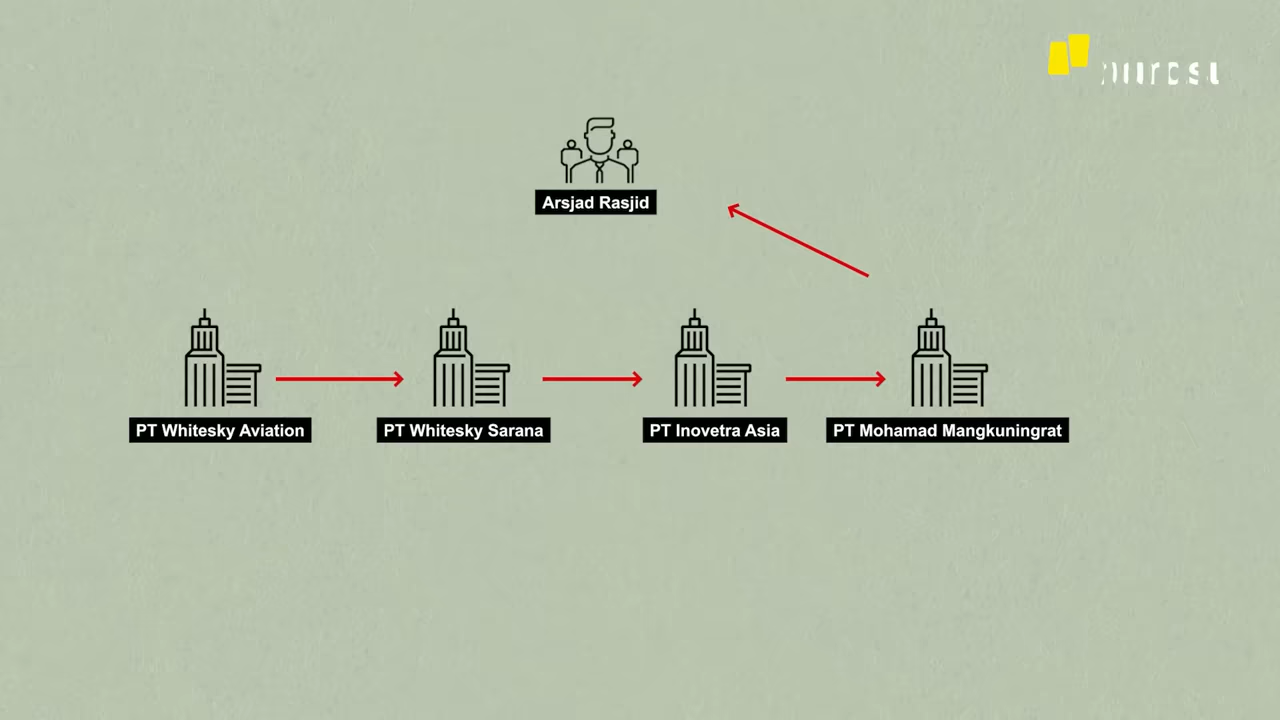 Arsjad Rasjid
PT Whitesky Aviation
PT Whitesky Sarana
PT Inovetra Asia
PT Mohamad Mangkuningrat